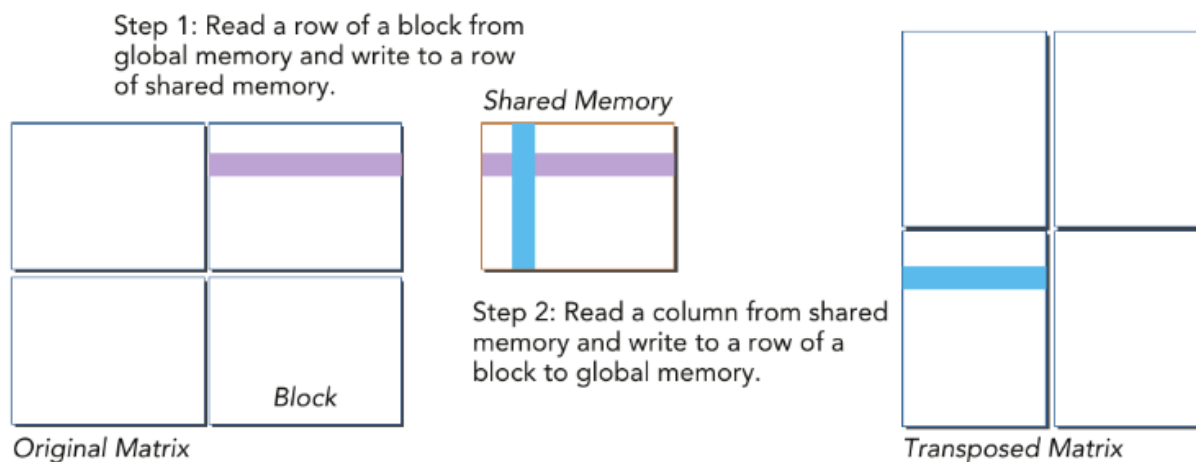 Step 1: Read a row of a block from
global memory and write to a row
of shared memory.
Shared Memory
Step 2: Read a column from shared
memory and write to a row of a
block to global memory.
Block
Original Matrix
Transposed Matrix